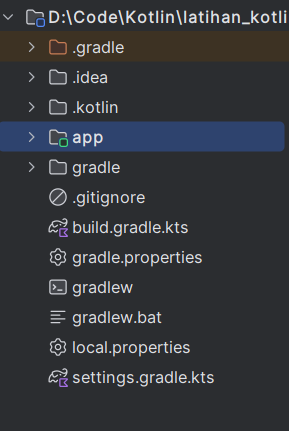 D:\Code\Kotlin\latihan_kotli
.gradle
.idea
.kotlin
app
gradle
.gitignore
build.gradle.kts
gradle.properties
gradlew
gradlew.bat
local.properties
settings.gradle.kts